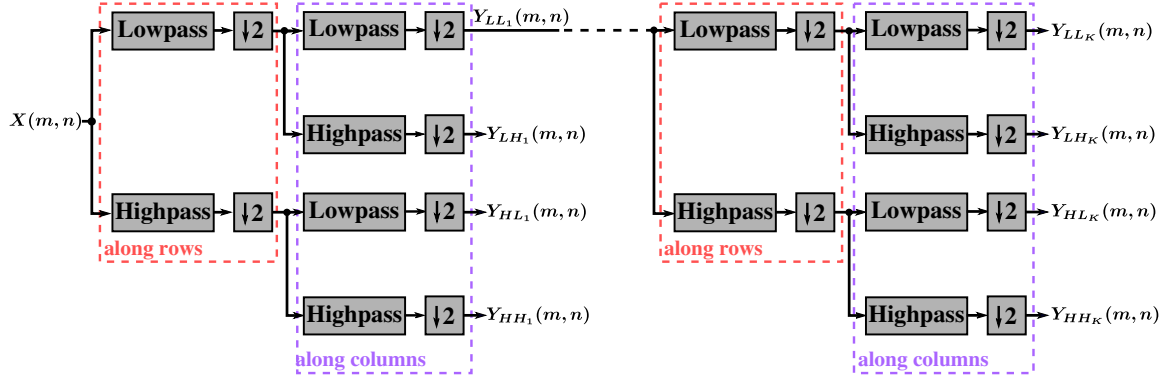 Lowpass ↓2 Lowpass ↓2 Y_{LL_1}(m, n) Lowpass ↓2 Lowpass ↓2 Y_{LL_K}(m, n)
X(m, n)
Highpass ↓2 Y_{LH_1}(m, n) Highpass ↓2 Y_{LH_K}(m, n)
Highpass ↓2 Lowpass ↓2 Y_{HL_1}(m, n) Highpass ↓2 Lowpass ↓2 Y_{HL_K}(m, n)
along rows along rows
Highpass ↓2 Y_{HH_1}(m, n) Highpass ↓2 Y_{HH_K}(m, n)
along columns along columns